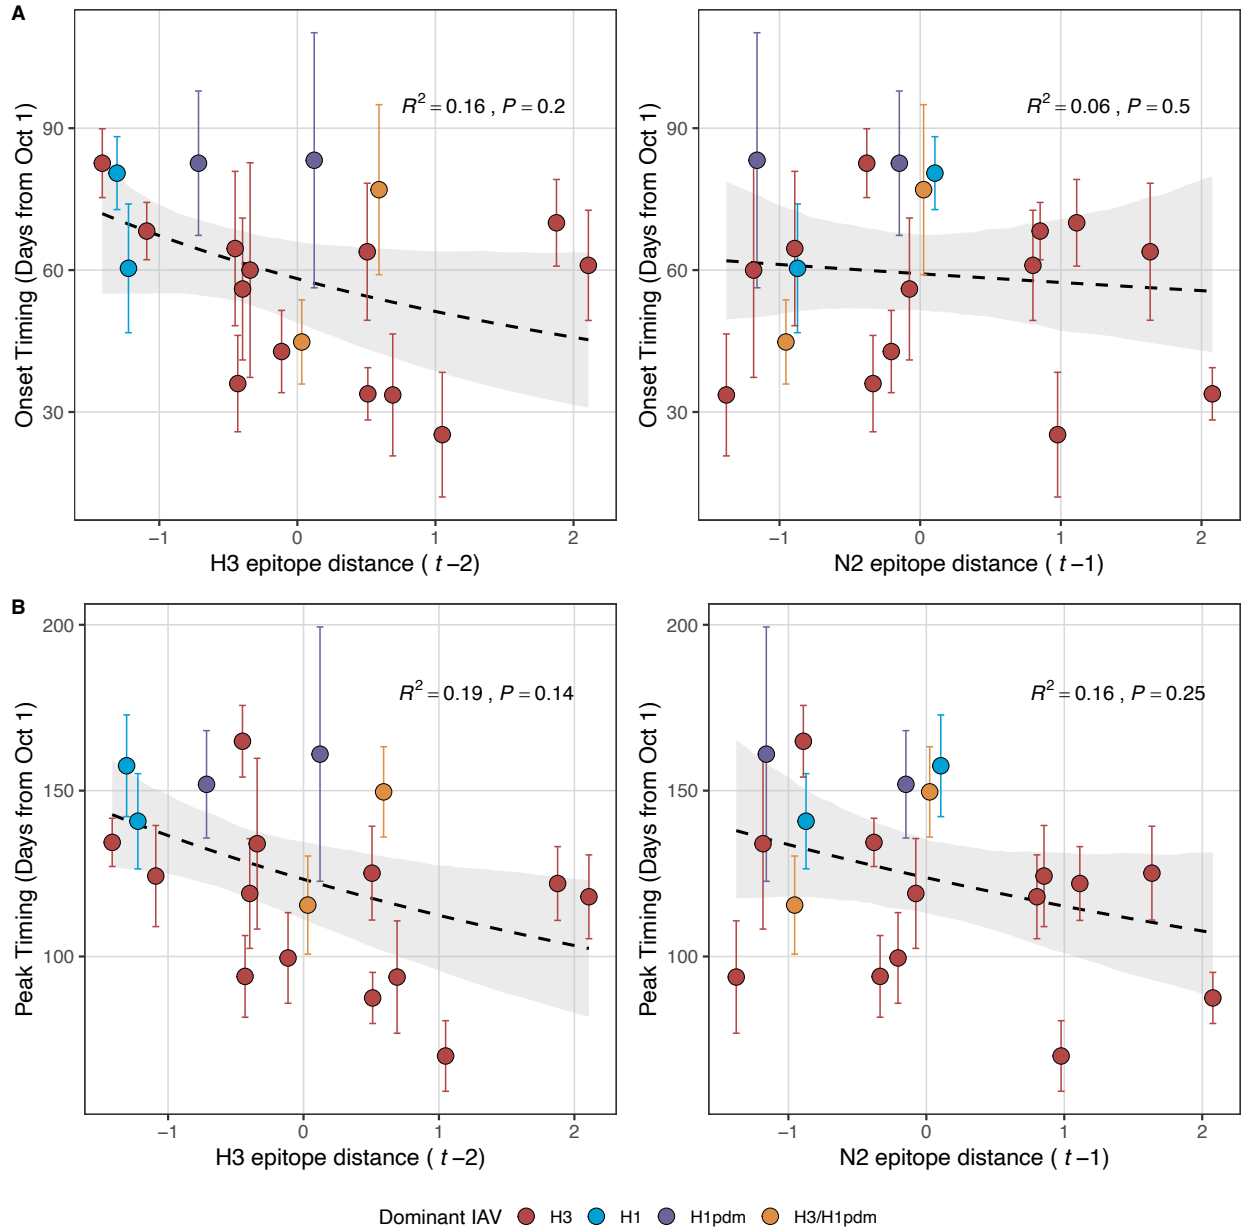 A
Onset Timing (Days from Oct 1)
90
60
30
R² = 0.16 , P = 0.2
−1 0 1 2
H3 epitope distance ( t −2)
Onset Timing (Days from Oct 1)
90
60
30
R² = 0.06 , P = 0.5
−1 0 1 2
N2 epitope distance ( t −1)
B
Peak Timing (Days from Oct 1)
200
150
100
R² = 0.19 , P = 0.14
−1 0 1 2
H3 epitope distance ( t −2)
Peak Timing (Days from Oct 1)
200
150
100
R² = 0.16 , P = 0.25
−1 0 1 2
N2 epitope distance ( t −1)
Dominant IAV H3 H1 H1pdm H3/H1pdm